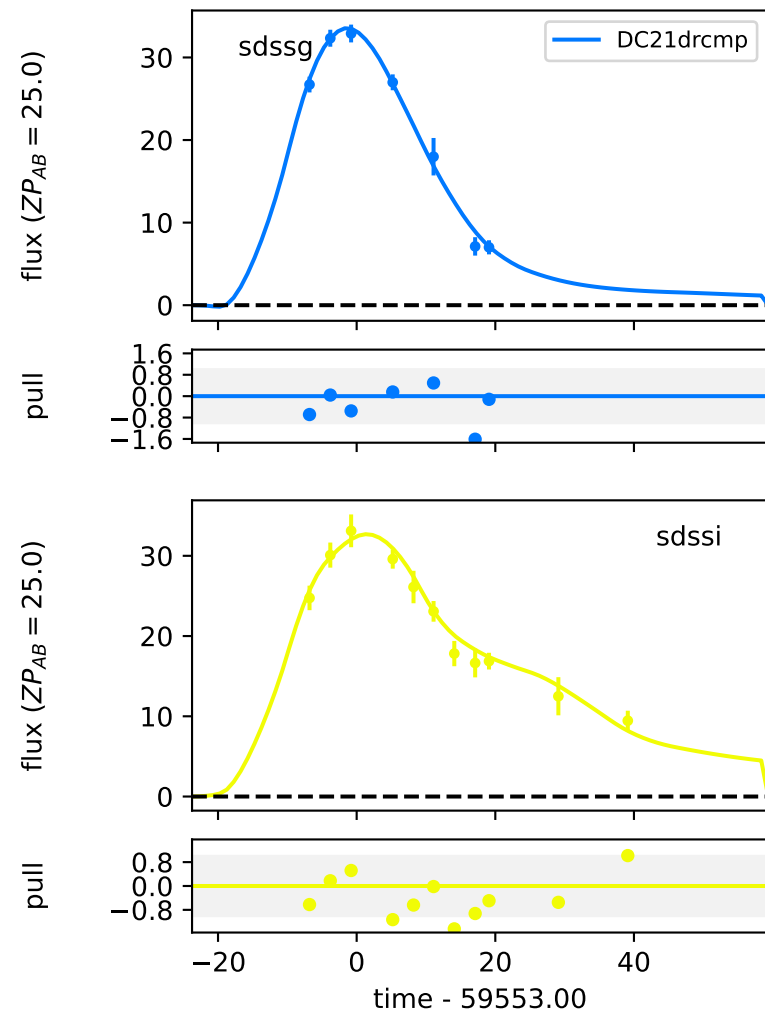 sdssg
DC21drcmp
flux (ZP_AB = 25.0)
30
20
10
0
pull
1.6
0.8
0.0
−0.8
−1.6
sdssi
flux (ZP_AB = 25.0)
30
20
10
0
pull
0.8
0.0
−0.8
−20 0 20 40
time - 59553.00